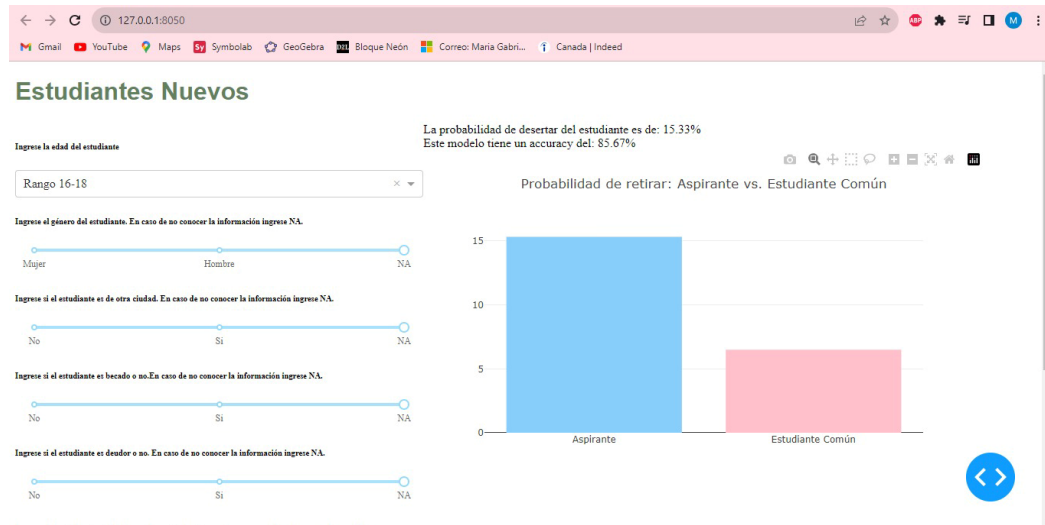 127.0.0.1:8050
ABP
M
Gmail
YouTube
Maps
Sy Symbolab
GeoGebra
D2L Bloque Neón
Correo: Maria Gabri...
Canada | Indeed
Estudiantes Nuevos
La probabilidad de desertar del estudiante es de: 15.33%
Este modelo tiene un accuracy del: 85.67%
Ingrese la edad del estudiante
Rango 16-18
Ingrese el género del estudiante. En caso de no conocer la información ingrese NA.
Mujer Hombre NA
Ingrese si el estudiante es de otra ciudad. En caso de no conocer la información ingrese NA.
No Si NA
Ingrese si el estudiante es becado o no.En caso de no conocer la información ingrese NA.
No Si NA
Ingrese si el estudiante es deudor o no. En caso de no conocer la información ingrese NA.
No Si NA
Probabilidad de retirar: Aspirante vs. Estudiante Común
15
10
5
0
Aspirante Estudiante Común